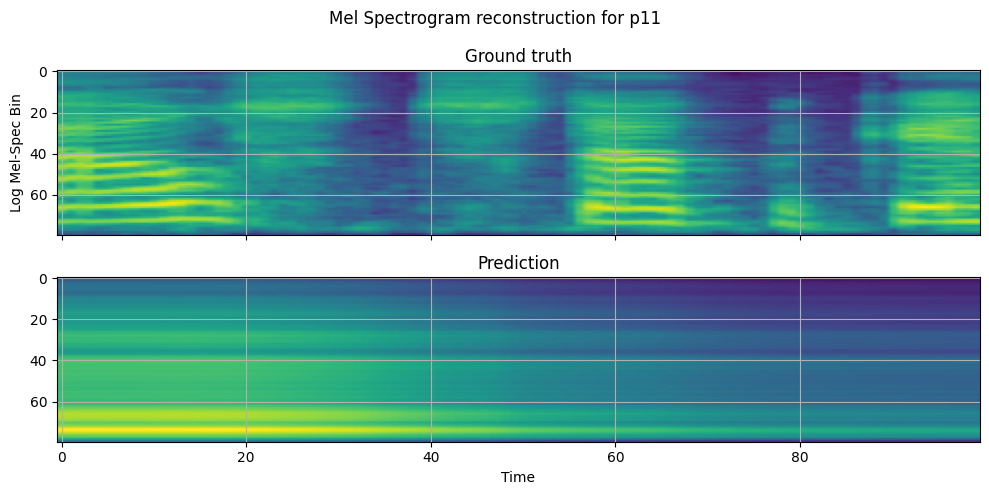 Mel Spectrogram reconstruction for p11
Ground truth
Log Mel-Spec Bin
0
20
40
60
Prediction
0
20
40
60
0 20 40 60 80
Time